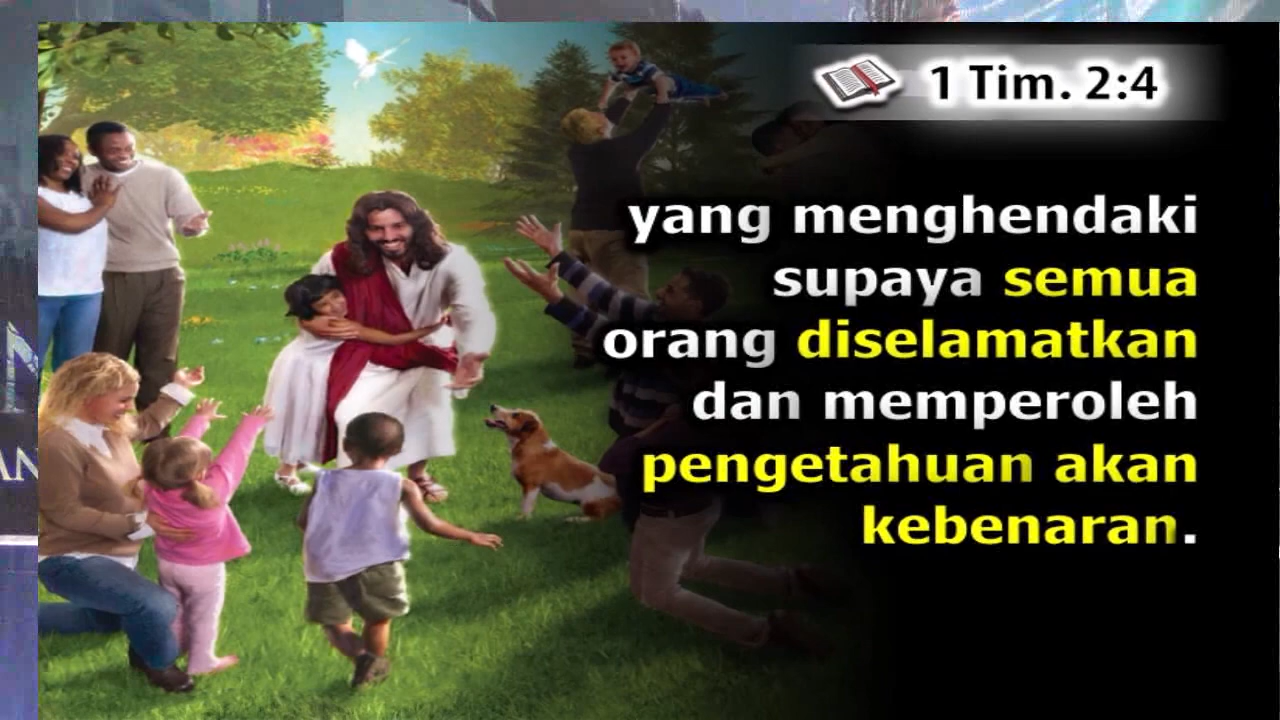 1 Tim. 2:4
yang menghendaki
supaya semua
orang diselamatkan
dan memperoleh
pengetahuan akan
kebenaran.